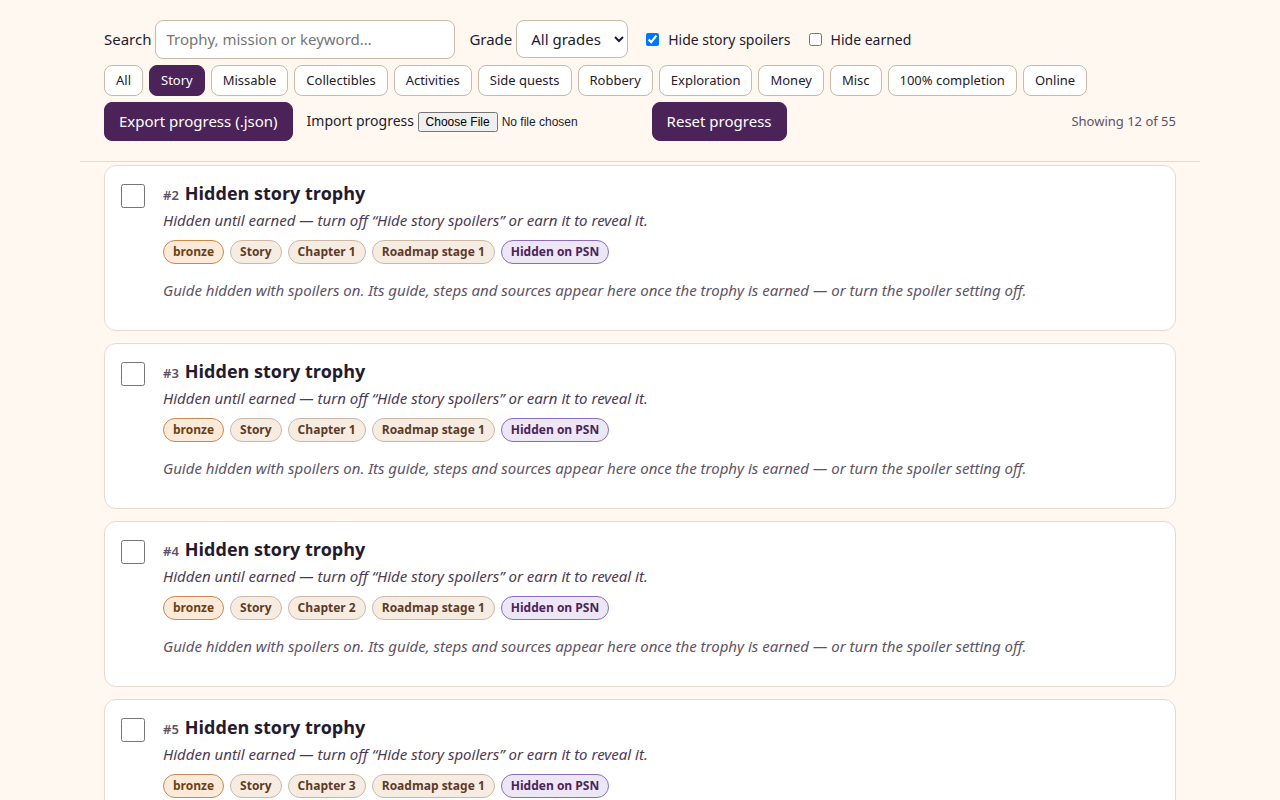 Search Trophy, mission or keyword... Grade All grades Hide story spoilers Hide earned
All Story Missable Collectibles Activities Side quests Robbery Exploration Money Misc 100% completion Online
Export progress (.json) Import progress Choose File No file chosen Reset progress Showing 12 of 55
#2 Hidden story trophy
Hidden until earned — turn off “Hide story spoilers” or earn it to reveal it.
bronze Story Chapter 1 Roadmap stage 1 Hidden on PSN
Guide hidden with spoilers on. Its guide, steps and sources appear here once the trophy is earned — or turn the spoiler setting off.
#3 Hidden story trophy
Hidden until earned — turn off “Hide story spoilers” or earn it to reveal it.
bronze Story Chapter 1 Roadmap stage 1 Hidden on PSN
Guide hidden with spoilers on. Its guide, steps and sources appear here once the trophy is earned — or turn the spoiler setting off.
#4 Hidden story trophy
Hidden until earned — turn off “Hide story spoilers” or earn it to reveal it.
bronze Story Chapter 2 Roadmap stage 1 Hidden on PSN
Guide hidden with spoilers on. Its guide, steps and sources appear here once the trophy is earned — or turn the spoiler setting off.
#5 Hidden story trophy
Hidden until earned — turn off “Hide story spoilers” or earn it to reveal it.
bronze Story Chapter 3 Roadmap stage 1 Hidden on PSN